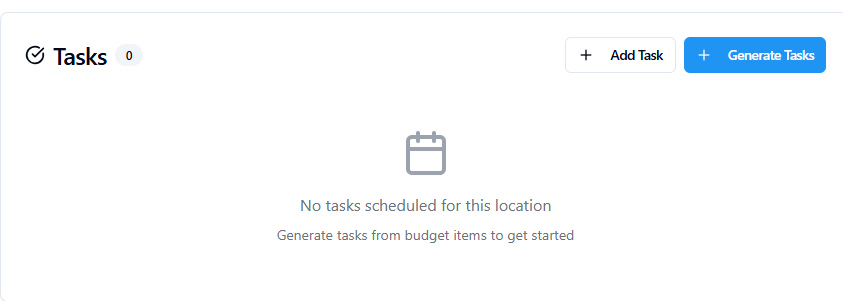 Tasks 0
Add Task
Generate Tasks
No tasks scheduled for this location
Generate tasks from budget items to get started